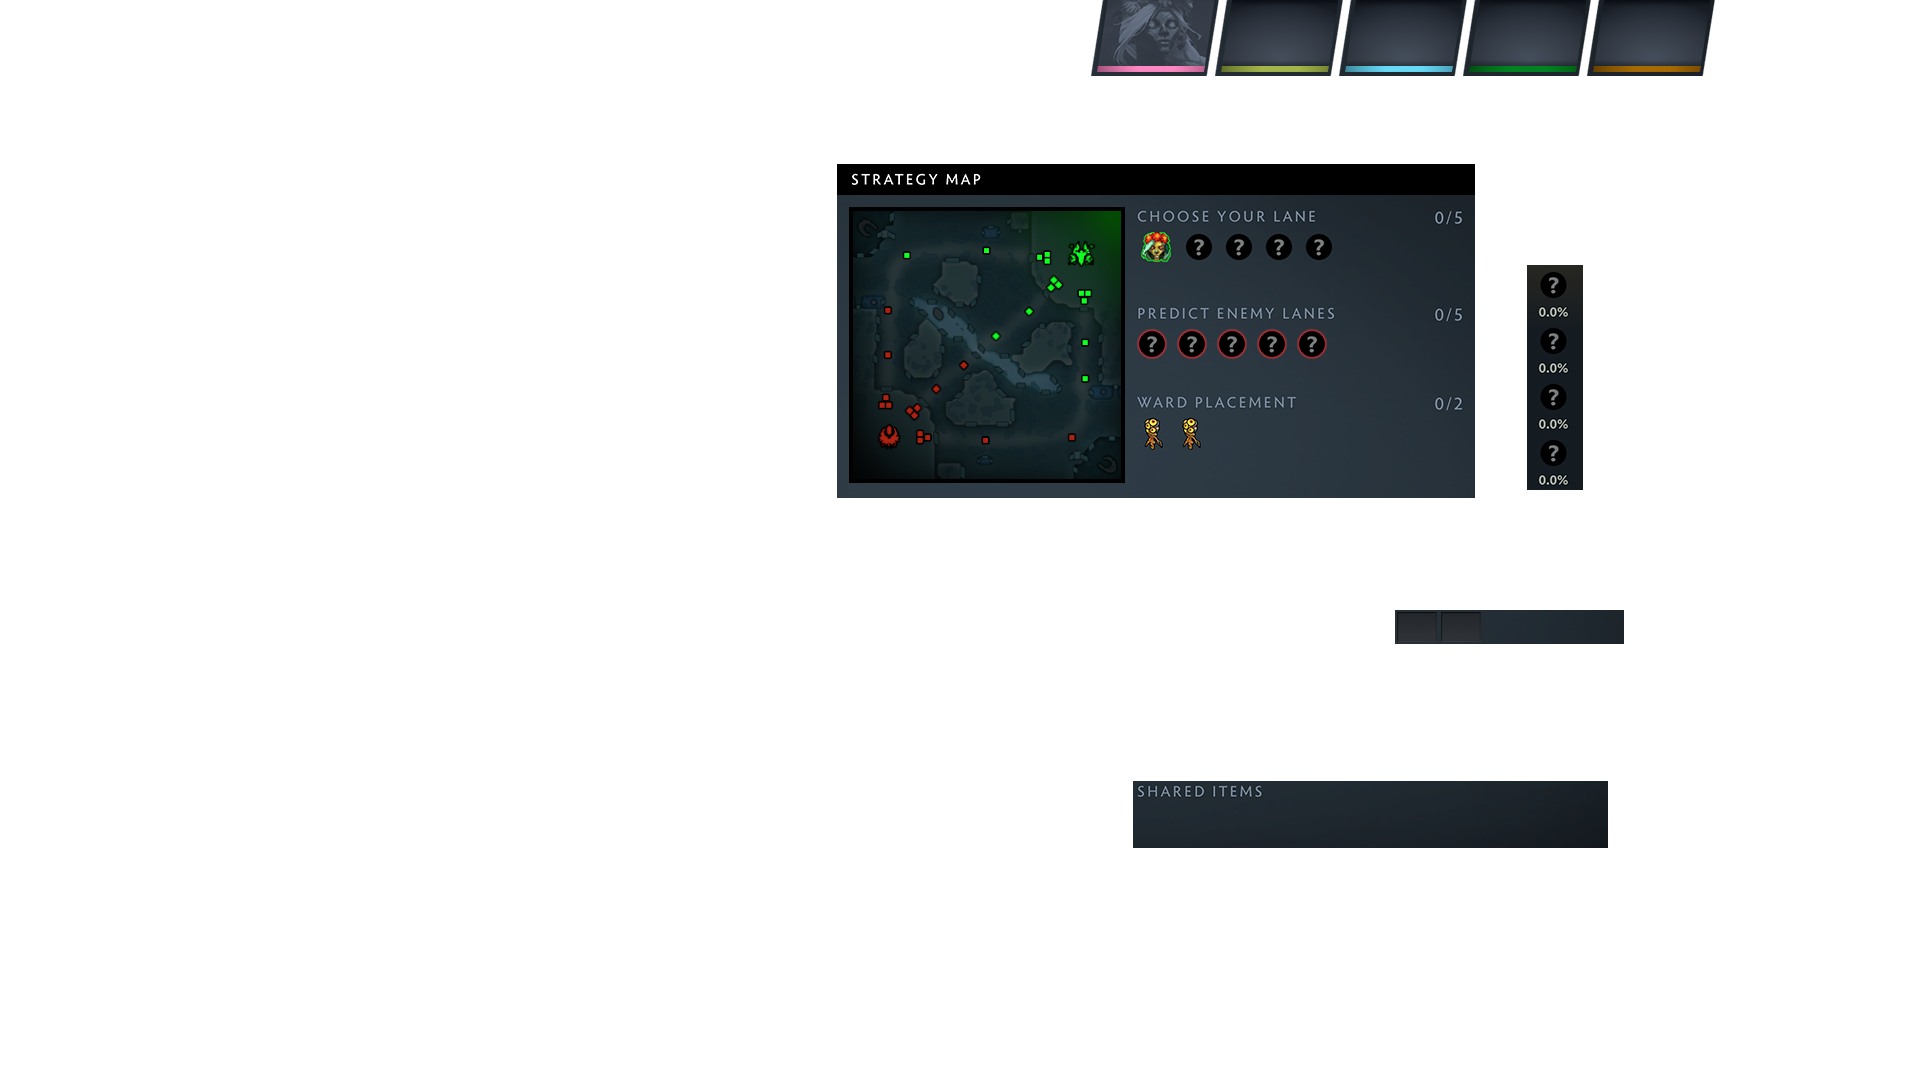 STRATEGY MAP
CHOOSE YOUR LANE 0/5
? ? ? ?
PREDICT ENEMY LANES 0/5
? ? ? ? ?
WARD PLACEMENT 0/2
?
0.0%
?
0.0%
?
0.0%
?
0.0%
SHARED ITEMS